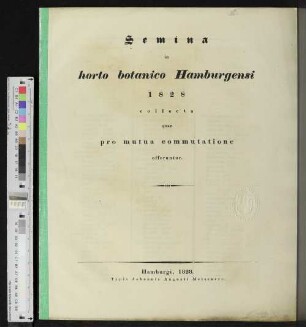 Semina
in
horto botanico Hamburgensi
1828
collecta
quae
pro mutua commutatione
offeruntur.
Hamburgi, 1828.
Typis Johannis Augusti Meissneri.